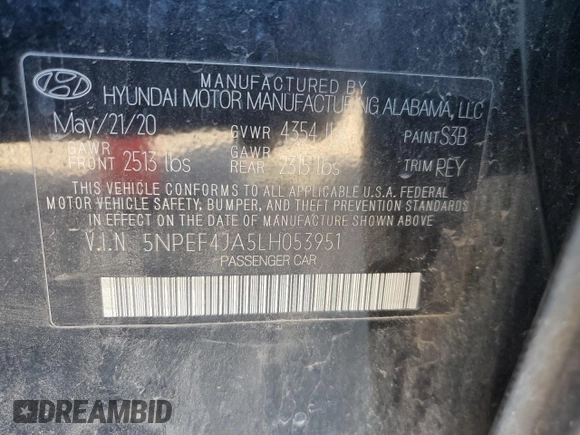 MANUFACTURED BY
HYUNDAI MOTOR MANUFACTURING ALABAMA, LLC
May/21/20 GVWR 4354 PAINT S3B
GAWR FRONT 2513 lbs GAWR REAR 2315 lbs TRIM REY
THIS VEHICLE CONFORMS TO ALL APPLICABLE U.S.A. FEDERAL
MOTOR VEHICLE SAFETY, BUMPER, AND THEFT PREVENTION STANDARDS
IN EFFECT ON THE DATE OF MANUFACTURE SHOWN ABOVE.
V.I.N. 5NPEF4JA5LH053951
PASSENGER CAR
DREAMBID